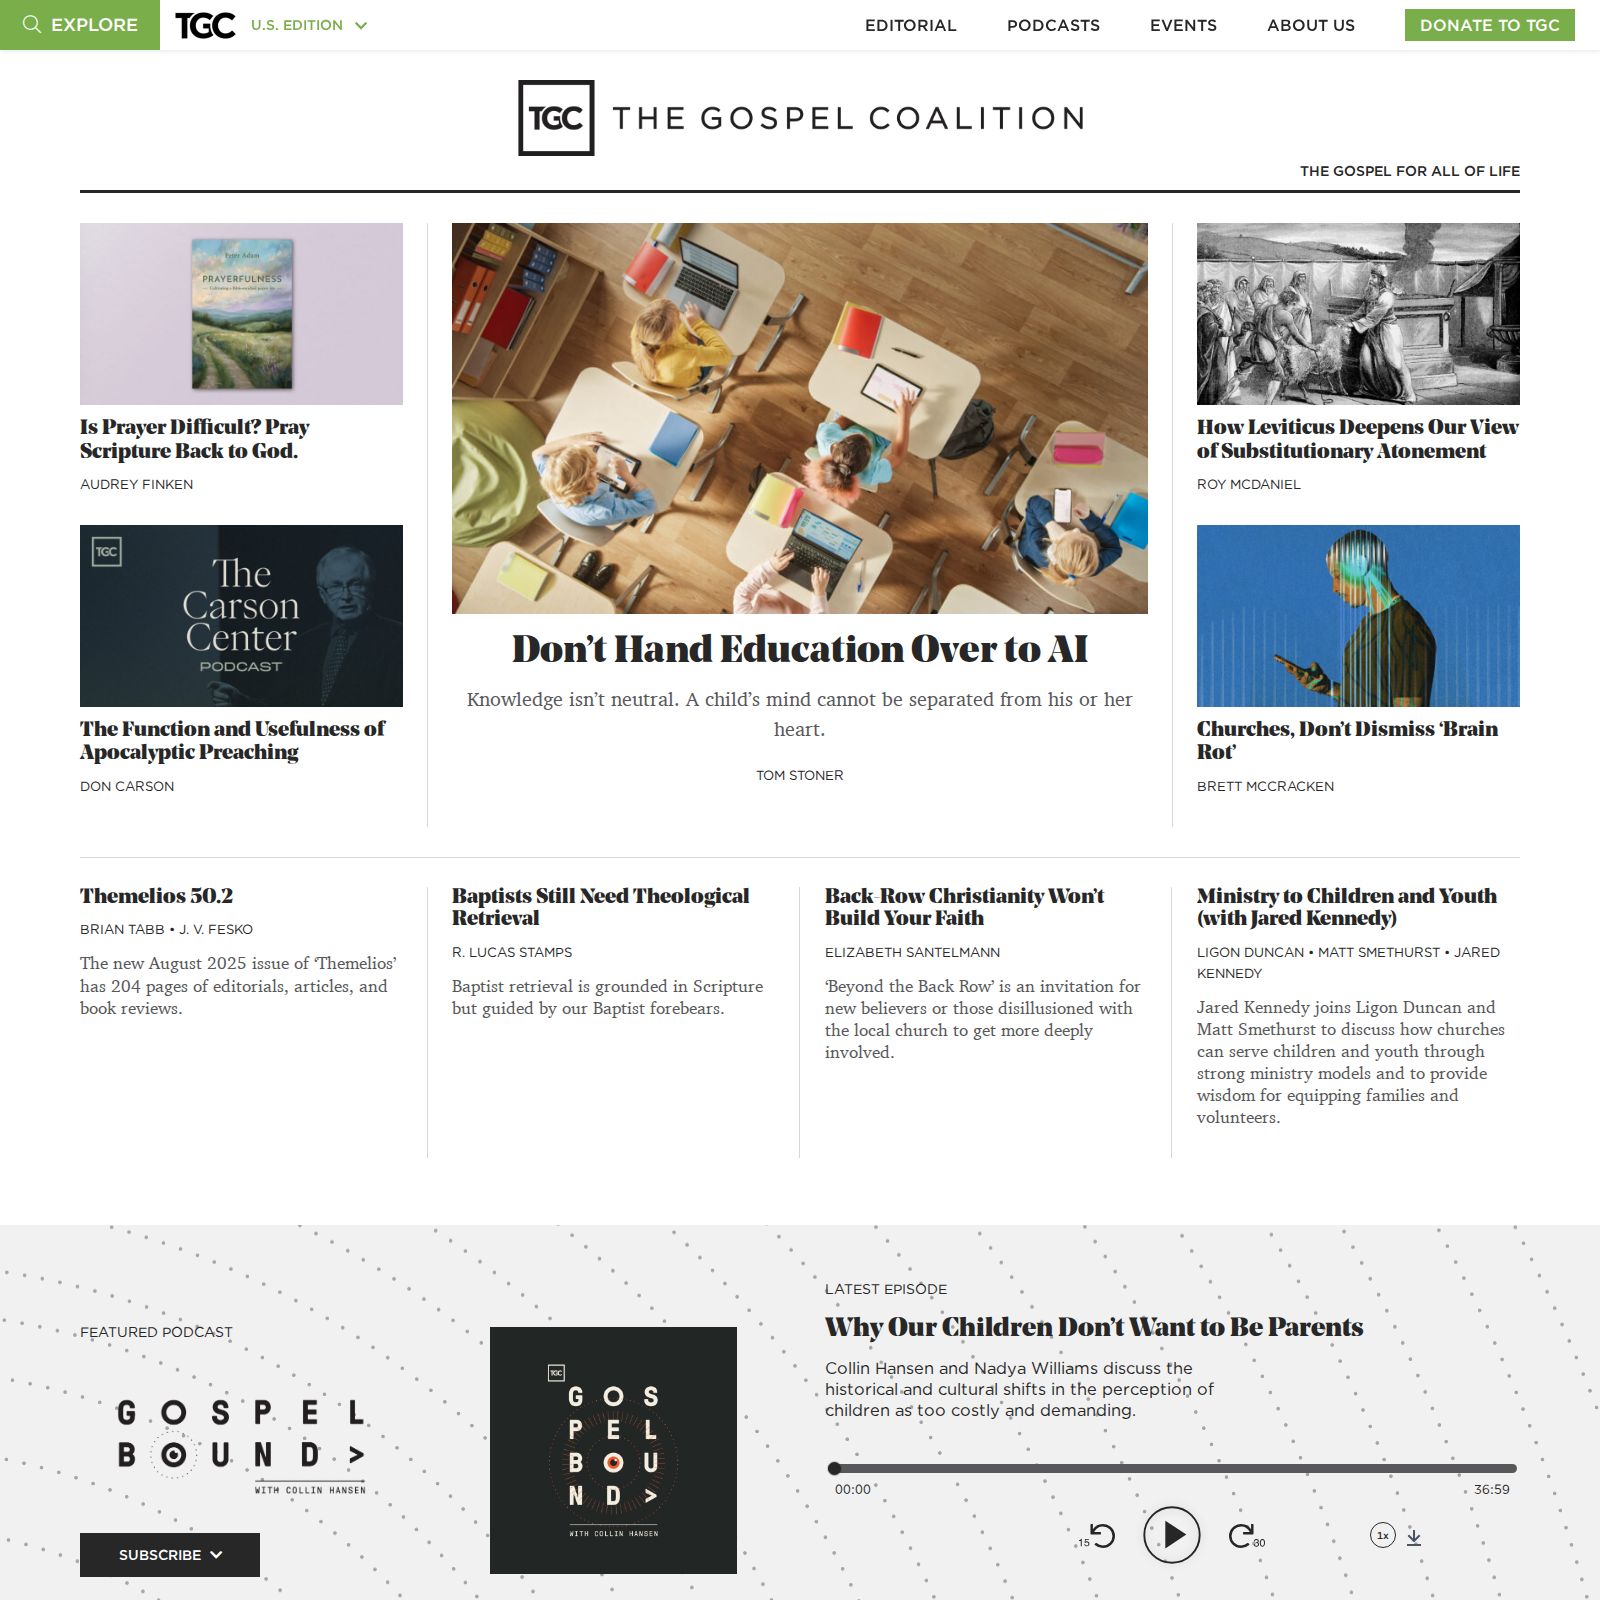 EXPLORE
TGC
U.S. EDITION
EDITORIAL
PODCASTS
EVENTS
ABOUT US
DONATE TO TGC
TGC THE GOSPEL COALITION
THE GOSPEL FOR ALL OF LIFE
Peter Adam
PRAYERFULNESS
Is Prayer Difficult? Pray
Scripture Back to God.
AUDREY FINKEN
TGC
The
Carson
Center
PODCAST
The Function and Usefulness of
Apocalyptic Preaching
DON CARSON
Don’t Hand Education Over to AI
Knowledge isn’t neutral. A child’s mind cannot be separated from his or her
heart.
TOM STONER
How Leviticus Deepens Our View
of Substitutionary Atonement
ROY MCDANIEL
Churches, Don’t Dismiss ‘Brain
Rot’
BRETT MCCRACKEN
Themelios 50.2
BRIAN TABB • J. V. FESKO
The new August 2025 issue of ‘Themelios’
has 204 pages of editorials, articles, and
book reviews.
Baptists Still Need Theological
Retrieval
R. LUCAS STAMPS
Baptist retrieval is grounded in Scripture
but guided by our Baptist forebears.
Back-Row Christianity Won’t
Build Your Faith
ELIZABETH SANTELMANN
‘Beyond the Back Row’ is an invitation for
new believers or those disillusioned with
the local church to get more deeply
involved.
Ministry to Children and Youth
(with Jared Kennedy)
LIGON DUNCAN • MATT SMETHURST • JARED
KENNEDY
Jared Kennedy joins Ligon Duncan and
Matt Smethurst to discuss how churches
can serve children and youth through
strong ministry models and to provide
wisdom for equipping families and
volunteers.
FEATURED PODCAST
GOSPEL
BOUND>
WITH COLLIN HANSEN
SUBSCRIBE
TGC
GOS
PEL
BOU
ND>
WITH COLLIN HANSEN
LATEST EPISODE
Why Our Children Don’t Want to Be Parents
Collin Hansen and Nadya Williams discuss the
historical and cultural shifts in the perception of
children as too costly and demanding.
00:00
36:59
15
30
1x